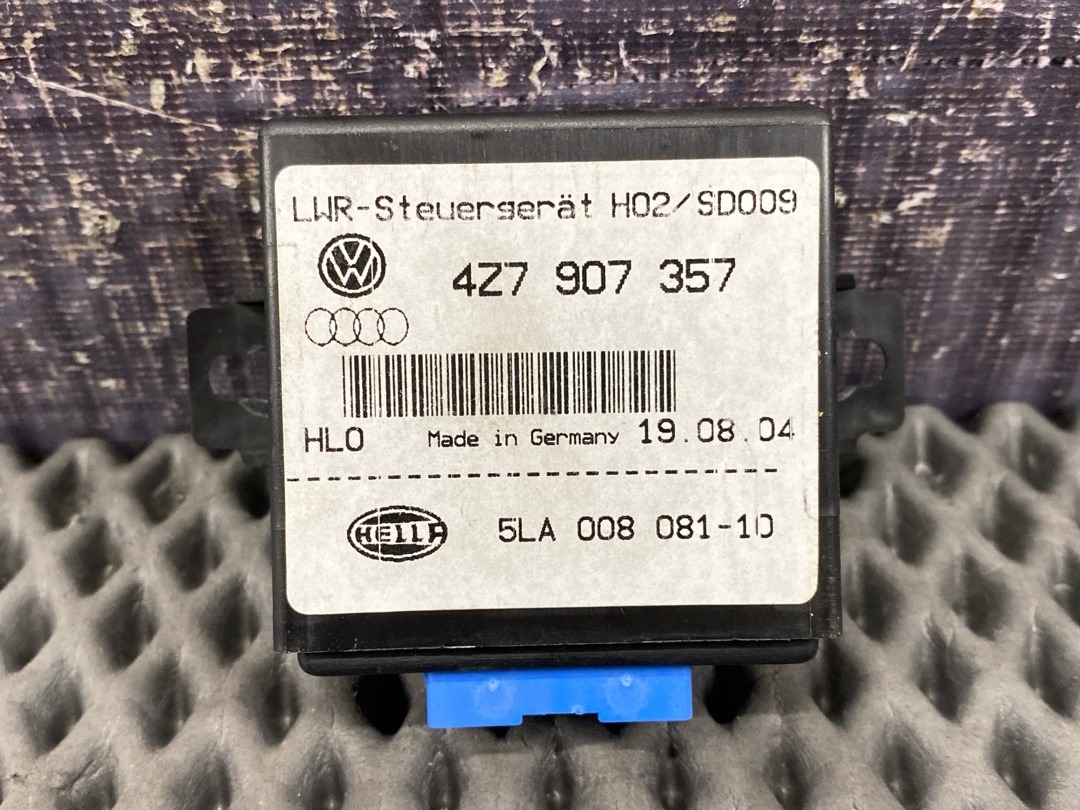 LWR-Steuergerät H02/SD009
VW
4Z7 907 357
HLO Made in Germany 19.08.04
HELLA 5LA 008 081-10